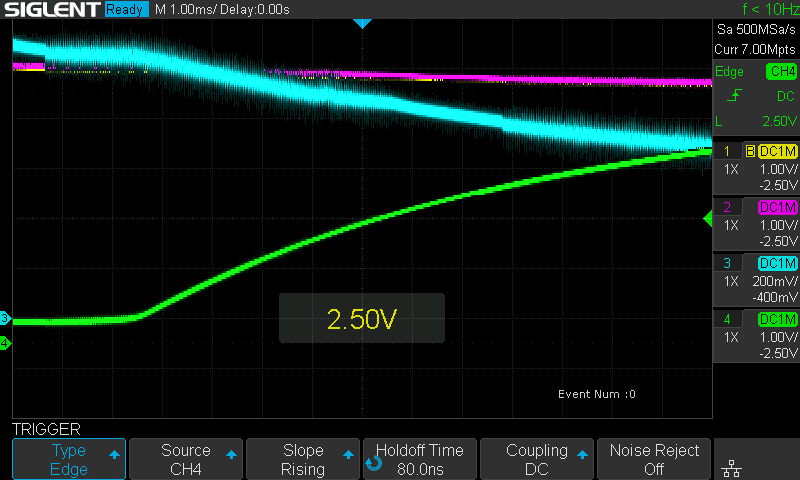 SIGLENT Ready M 1.00ms/ Delay:0.00s f < 10Hz
Sa 500MSa/s
Curr 7.00Mpts
Edge CH4
DC
L 2.50V
1 B DC1M
1X 1.00V/
-2.50V
2 DC1M
1X 1.00V/
-2.50V
3 DC1M
1X 200mV/
-400mV
4 DC1M
1X 1.00V/
-2.50V
3
4
2.50V
Event Num :0
TRIGGER
Type
Edge
Source
CH4
Slope
Rising
Holdoff Time
80.0ns
Coupling
DC
Noise Reject
Off